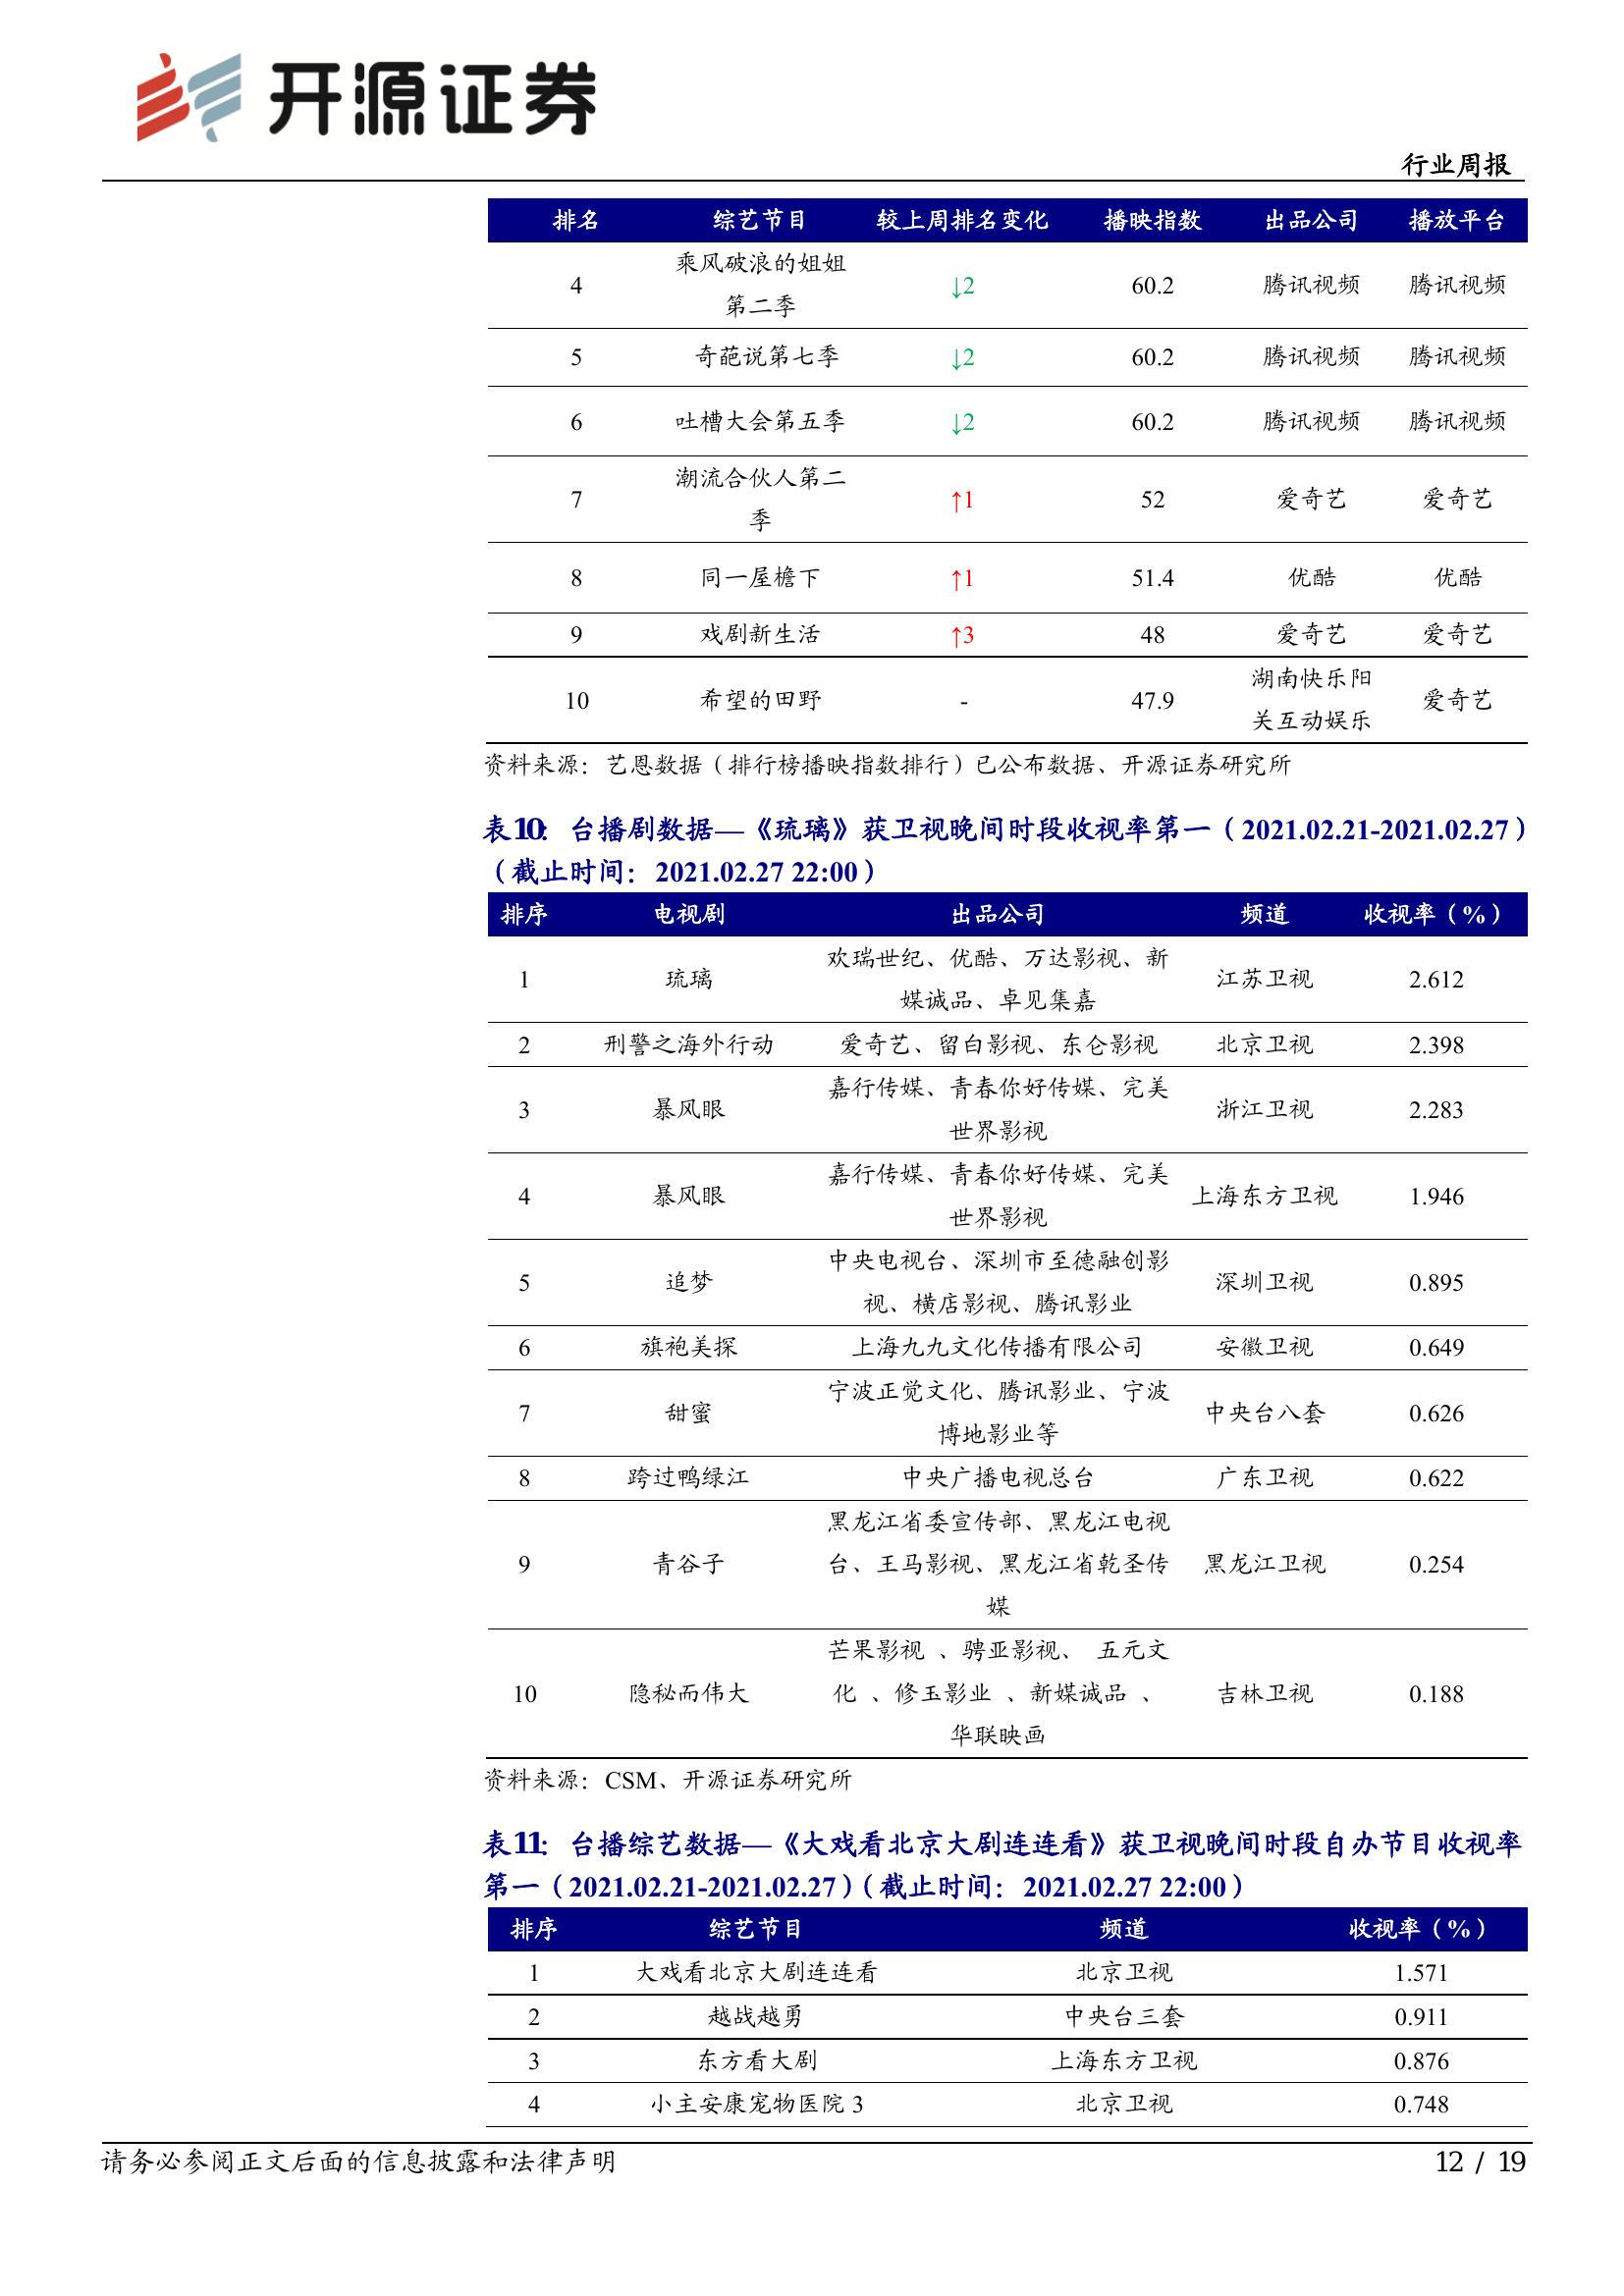 开源证券
行业周报
排名 综艺节目 较上周排名变化 播映指数 出品公司 播放平台
4 乘风破浪的姐姐第二季 ↓2 60.2 腾讯视频 腾讯视频
5 奇葩说第七季 ↓2 60.2 腾讯视频 腾讯视频
6 吐槽大会第五季 ↓2 60.2 腾讯视频 腾讯视频
7 潮流合伙人第二季 ↑1 52 爱奇艺 爱奇艺
8 同一屋檐下 ↑1 51.4 优酷 优酷
9 戏剧新生活 ↑3 48 爱奇艺 爱奇艺
10 希望的田野 - 47.9 湖南快乐阳关互动娱乐 爱奇艺
资料来源：艺恩数据（排行榜播映指数排行）已公布数据、开源证券研究所
表10：台播剧数据—《琉璃》获卫视晚间时段收视率第一（2021.02.21-2021.02.27）
（截止时间：2021.02.27 22:00）
排序 电视剧 出品公司 频道 收视率（%）
1 琉璃 欢瑞世纪、优酷、万达影视、新媒诚品、卓见集嘉 江苏卫视 2.612
2 刑警之海外行动 爱奇艺、留白影视、东仑影视 北京卫视 2.398
3 暴风眼 嘉行传媒、青春你好传媒、完美世界影视 浙江卫视 2.283
4 暴风眼 嘉行传媒、青春你好传媒、完美世界影视 上海东方卫视 1.946
5 追梦 中央电视台、深圳市至德融创影视、横店影视、腾讯影业 深圳卫视 0.895
6 旗袍美探 上海九九文化传播有限公司 安徽卫视 0.649
7 甜蜜 宁波正觉文化、腾讯影业、宁波博地影业等 中央台八套 0.626
8 跨过鸭绿江 中央广播电视总台 广东卫视 0.622
9 青谷子 黑龙江省委宣传部、黑龙江电视台、王马影视、黑龙江省乾圣传媒 黑龙江卫视 0.254
10 隐秘而伟大 芒果影视 、骋亚影视、 五元文化 、修玉影业 、新媒诚品 、华联映画 吉林卫视 0.188
资料来源：CSM、开源证券研究所
表11：台播综艺数据—《大戏看北京大剧连连看》获卫视晚间时段自办节目收视率
第一（2021.02.21-2021.02.27）（截止时间：2021.02.27 22:00）
排序 综艺节目 频道 收视率（%）
1 大戏看北京大剧连连看 北京卫视 1.571
2 越战越勇 中央台三套 0.911
3 东方看大剧 上海东方卫视 0.876
4 小主安康宠物医院 3 北京卫视 0.748
请务必参阅正文后面的信息披露和法律声明
12 / 19